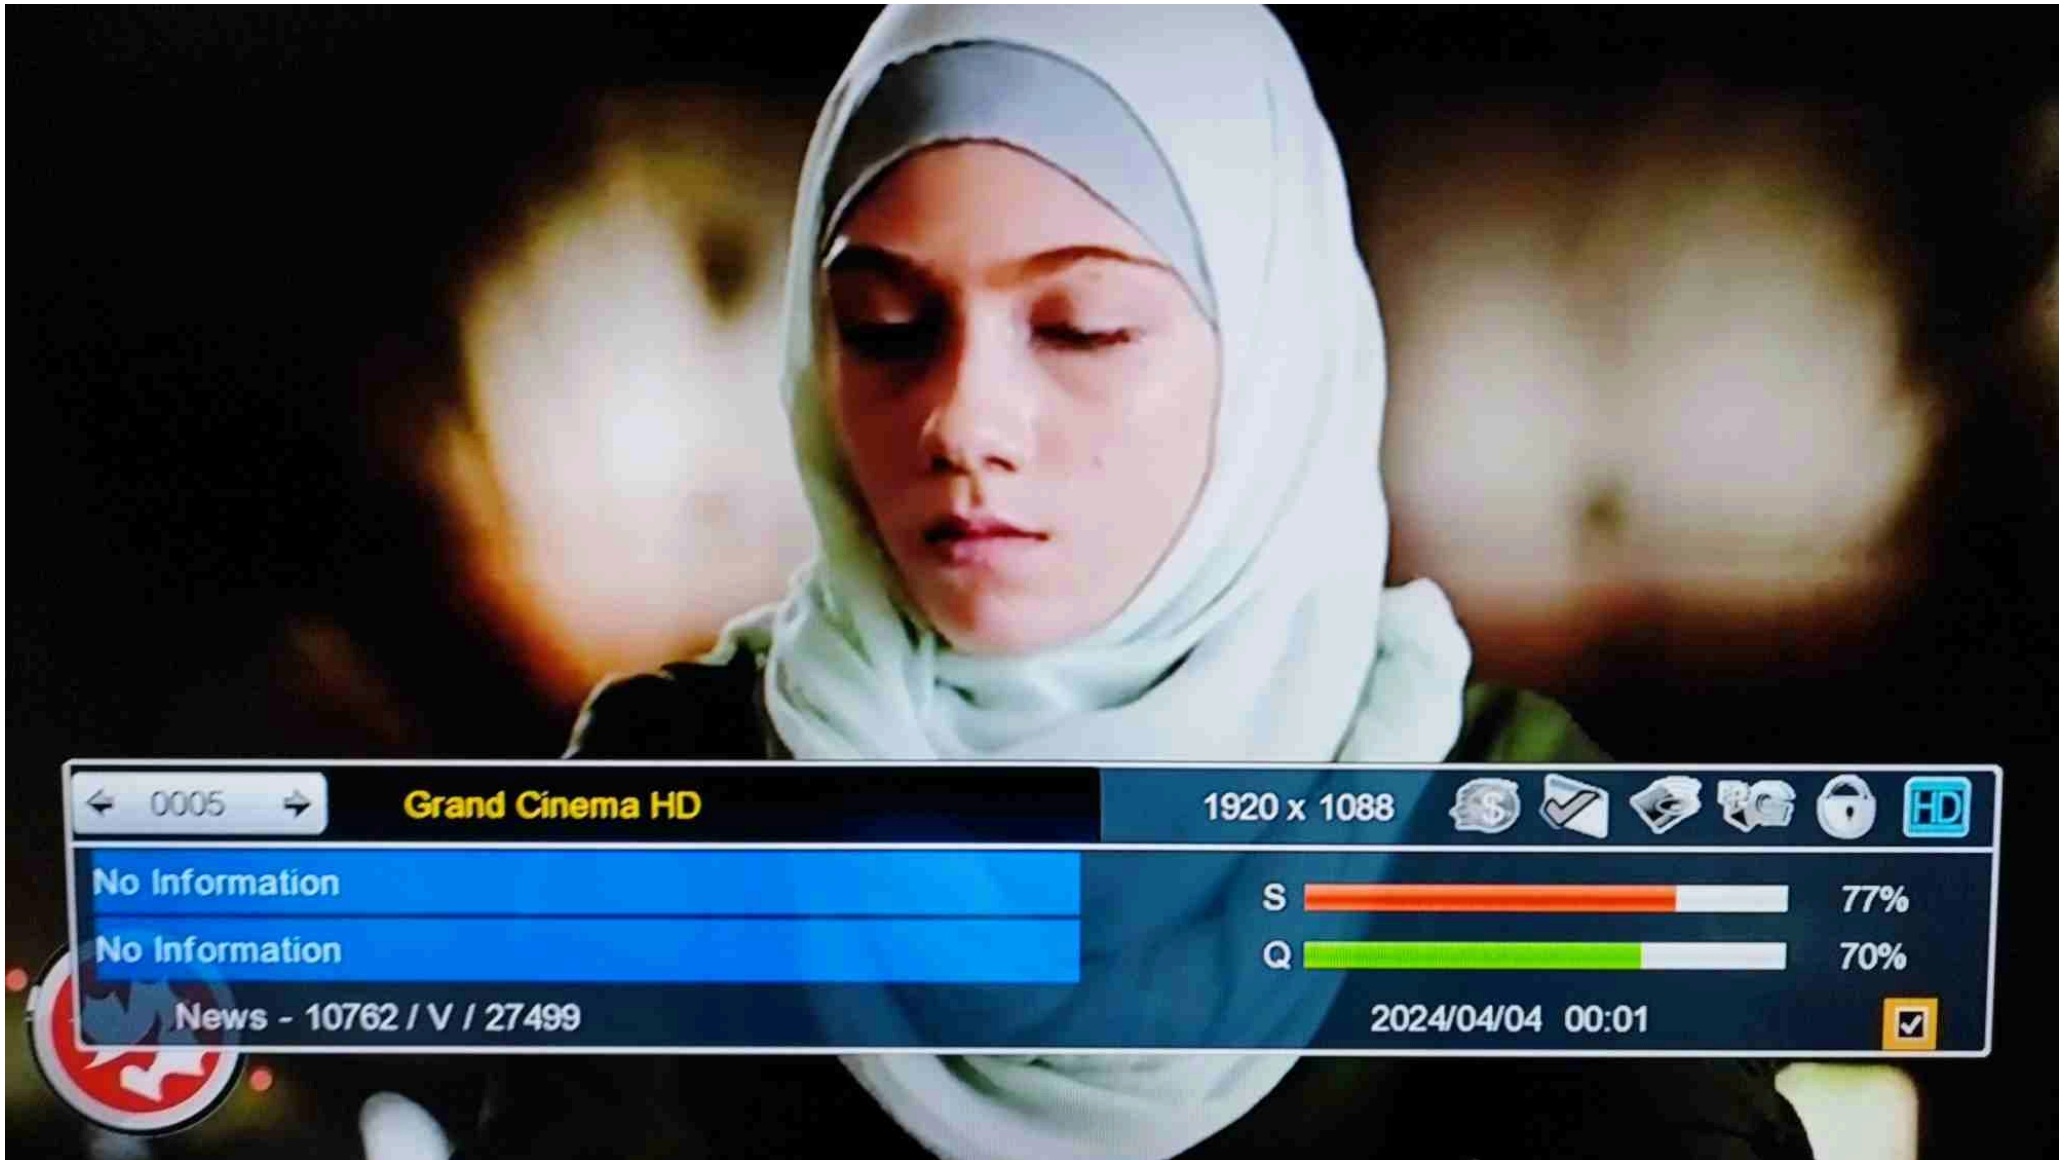 0005
Grand Cinema HD
1920 x 1088
$
HD
No Information
No Information
S 77%
Q 70%
News - 10762 / V / 27499
2024/04/04 00:01